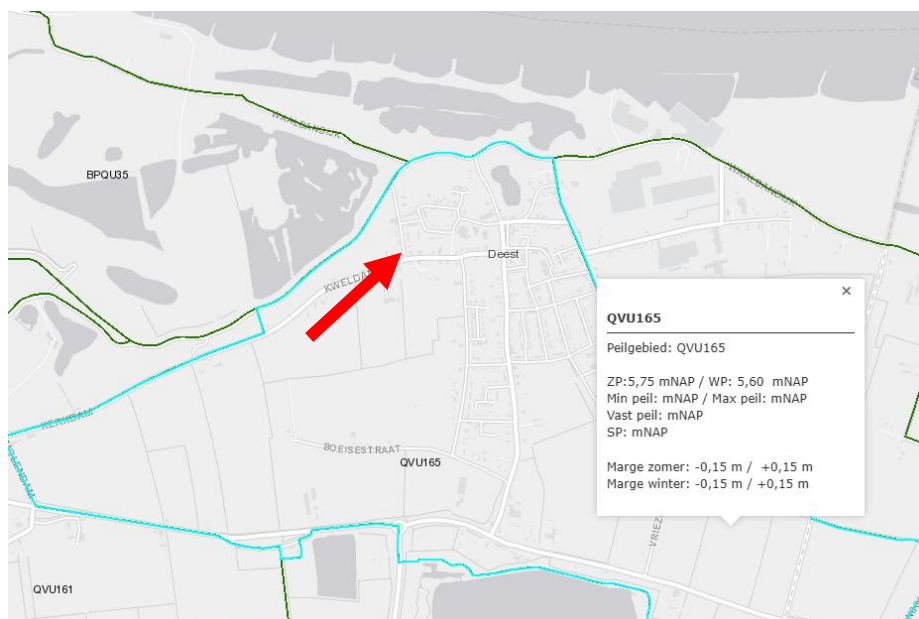 WAALBANDIJK
BPQU35
WAALBANDIJK
Deest
KWELDAM
×
QVU165
Peilgebied: QVU165
ZP:5,75 mNAP / WP: 5,60 mNAP
Min peil: mNAP / Max peil: mNAP
Vast peil: mNAP
SP: mNAP
Marge zomer: -0,15 m / +0,15 m
Marge winter: -0,15 m / +0,15 m
BOEISESTRAAT
QVU165
QVU161